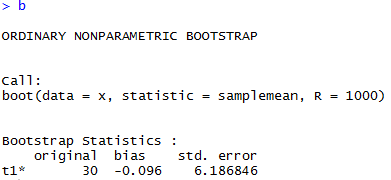 > b
ORDINARY NONPARAMETRIC BOOTSTRAP
Call:
boot(data = x, statistic = samplemean, R = 1000)
Bootstrap Statistics :
    original  bias    std. error
t1*       30 -0.096    6.186846